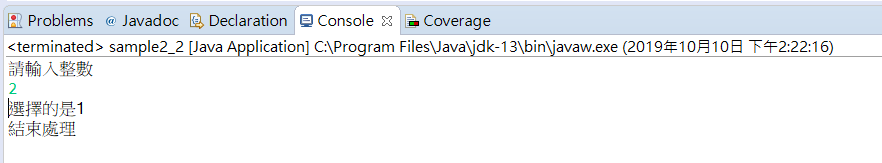 Problems @ Javadoc Declaration Console Coverage
<terminated> sample2_2 [Java Application] C:\Program Files\Java\jdk-13\bin\javaw.exe (2019年10月10日 下午2:22:16)
請輸入整數
2
選擇的是1
結束處理